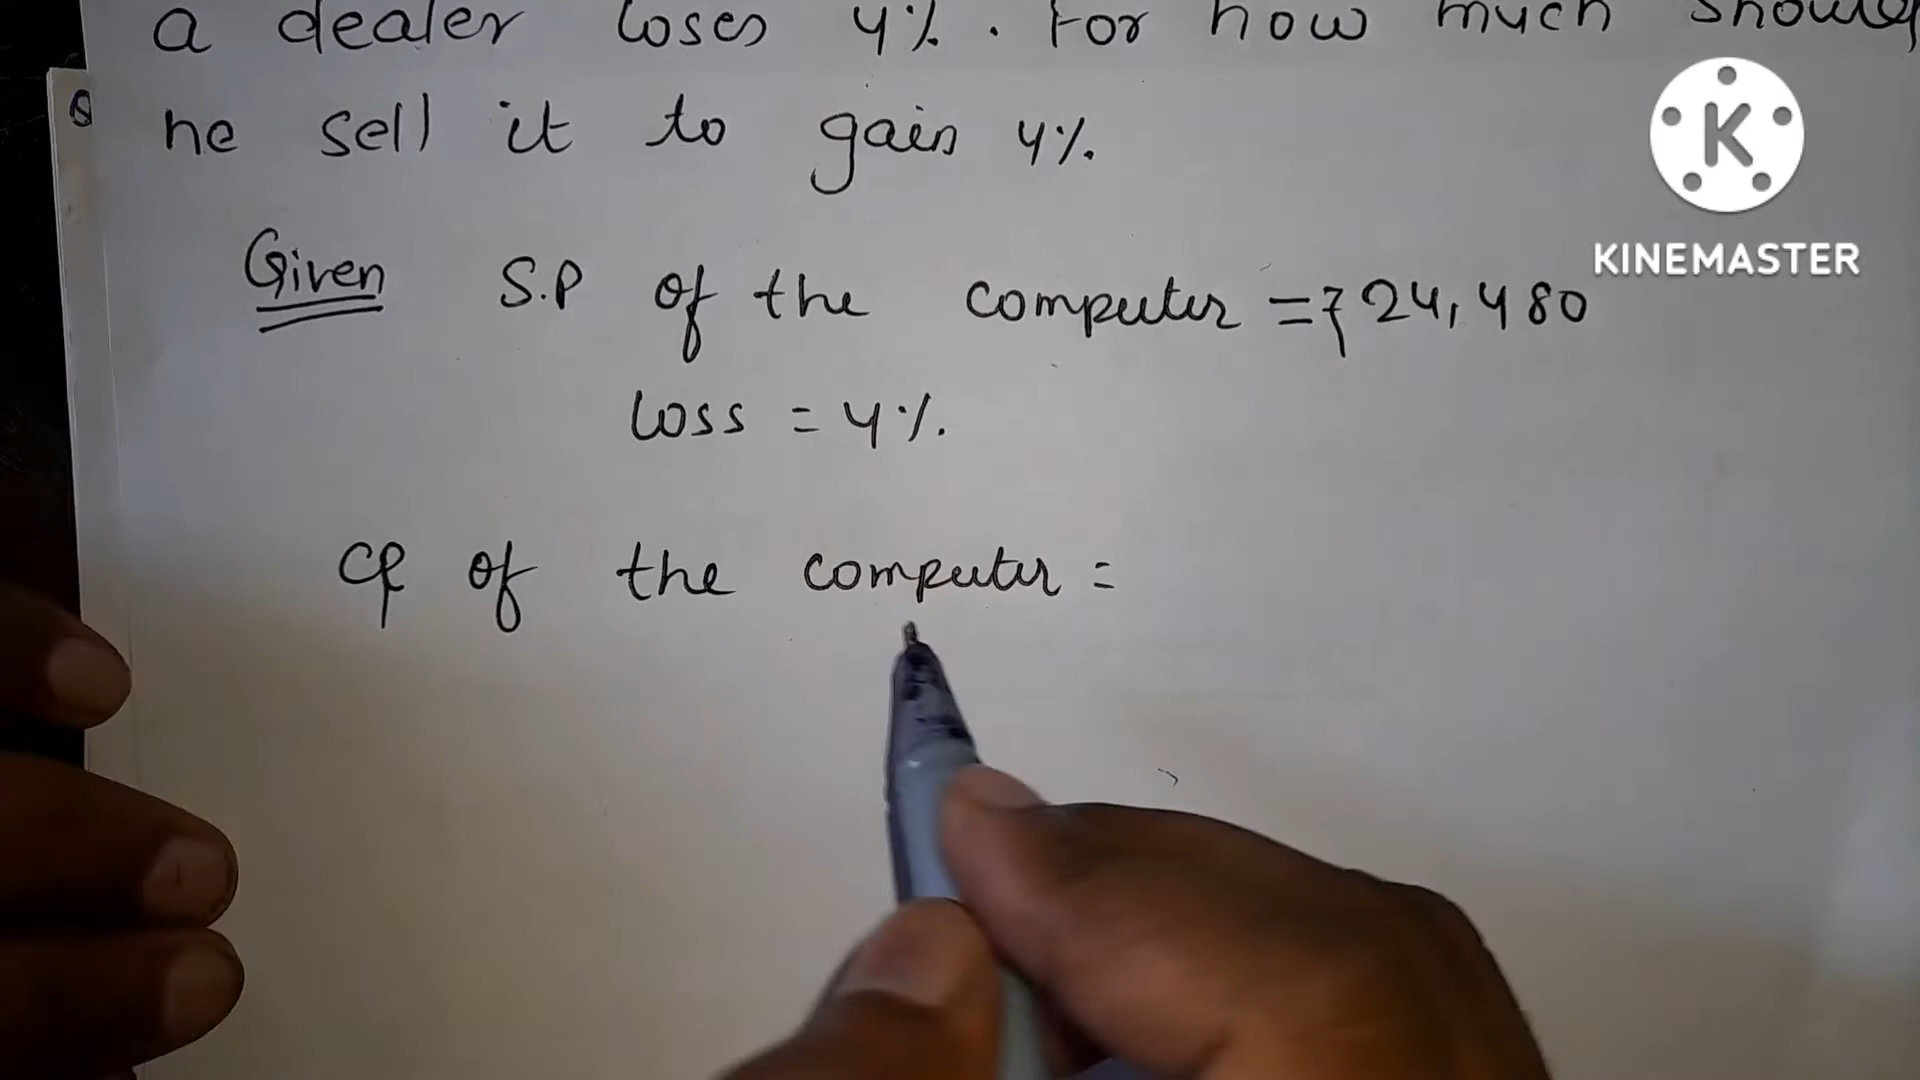 a dealer loses 4%. For how much should
he sell it to gain 4%.
Q
Given S.P of the computer = ₹24,480
loss = 4%.
CP of the computer =
K
KINEMASTER